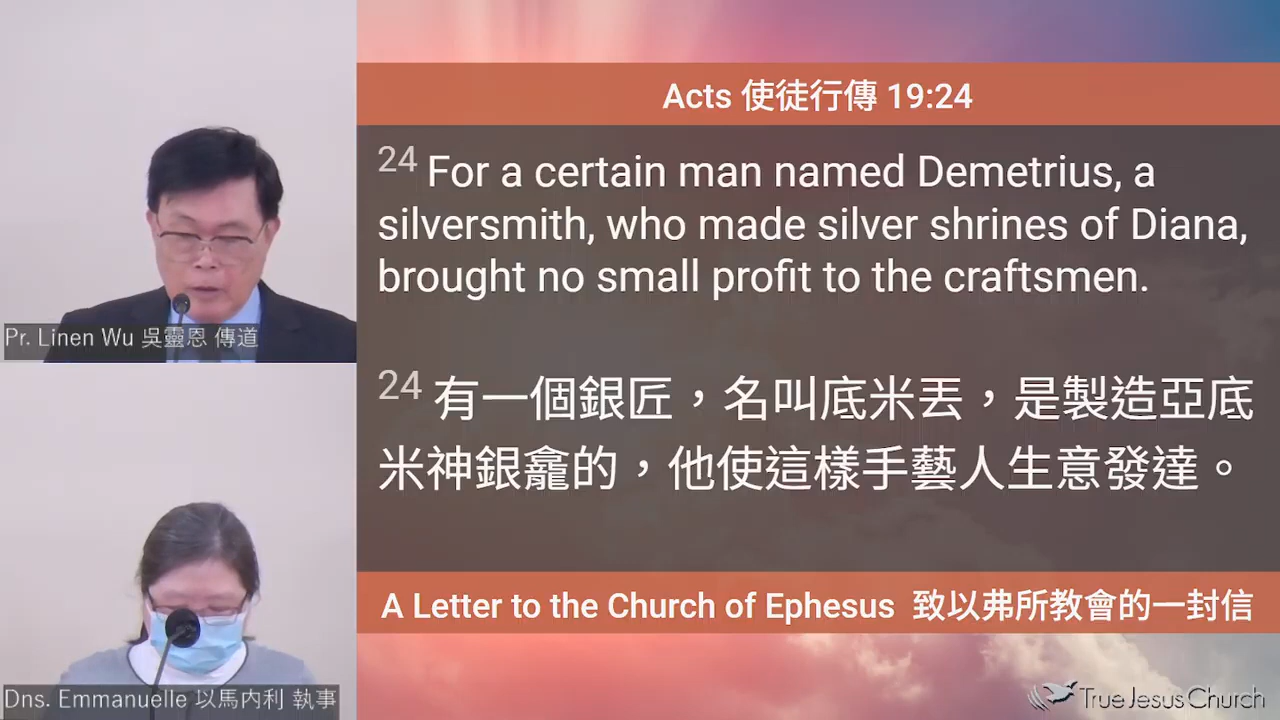 Acts 使徒行傳 19:24
24 For a certain man named Demetrius, a
silversmith, who made silver shrines of Diana,
brought no small profit to the craftsmen.
24 有一個銀匠，名叫底米丟，是製造亞底
米神銀龕的，他使這樣手藝人生意發達。
A Letter to the Church of Ephesus 致以弗所教會的一封信
Pr. Linen Wu 吳靈恩 傳道
Dns. Emmanuelle 以馬內利 執事
True Jesus Church